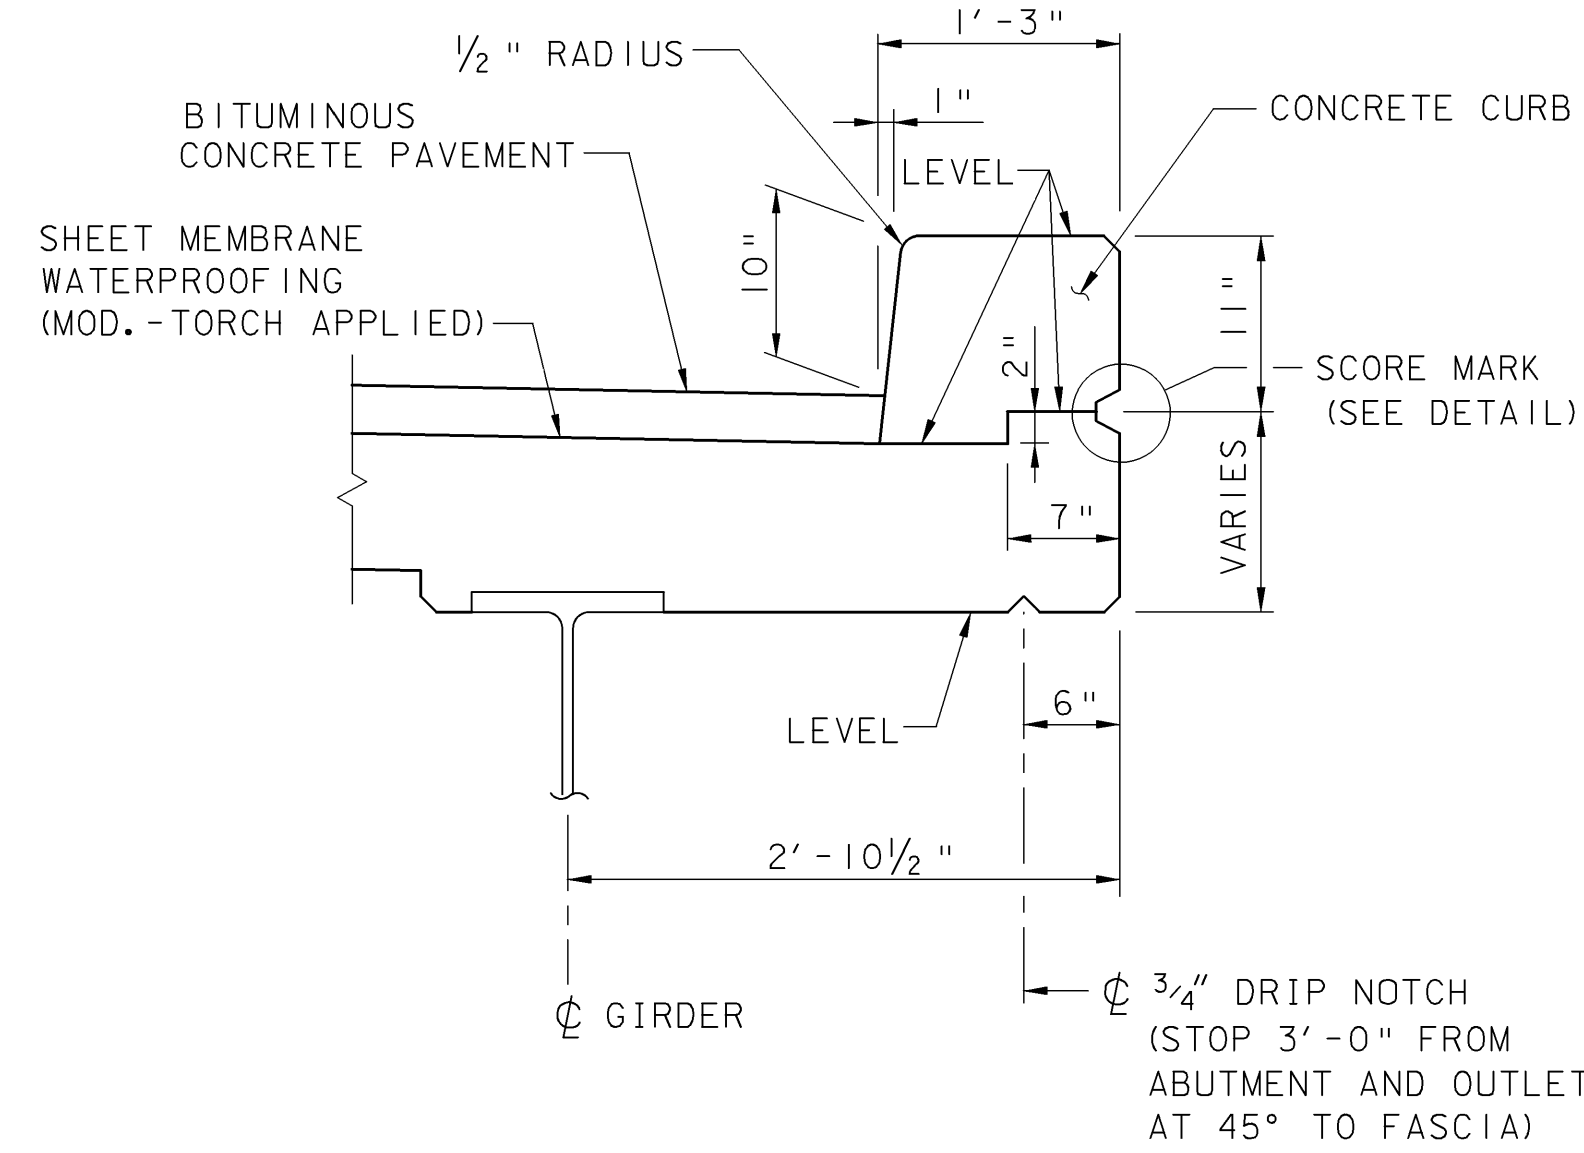 1'-3"
1/2 " RADIUS
1"
CONCRETE CURB
BITUMINOUS
CONCRETE PAVEMENT
LEVEL
SHEET MEMBRANE
WATERPROOFING
(MOD.-TORCH APPLIED)
10"
11"
2"
SCORE MARK
(SEE DETAIL)
VARIES
7"
6"
LEVEL
2'-10 1/2 "
℄ GIRDER
℄ 3/4" DRIP NOTCH
(STOP 3'-0" FROM
ABUTMENT AND OUTLET
AT 45° TO FASCIA)